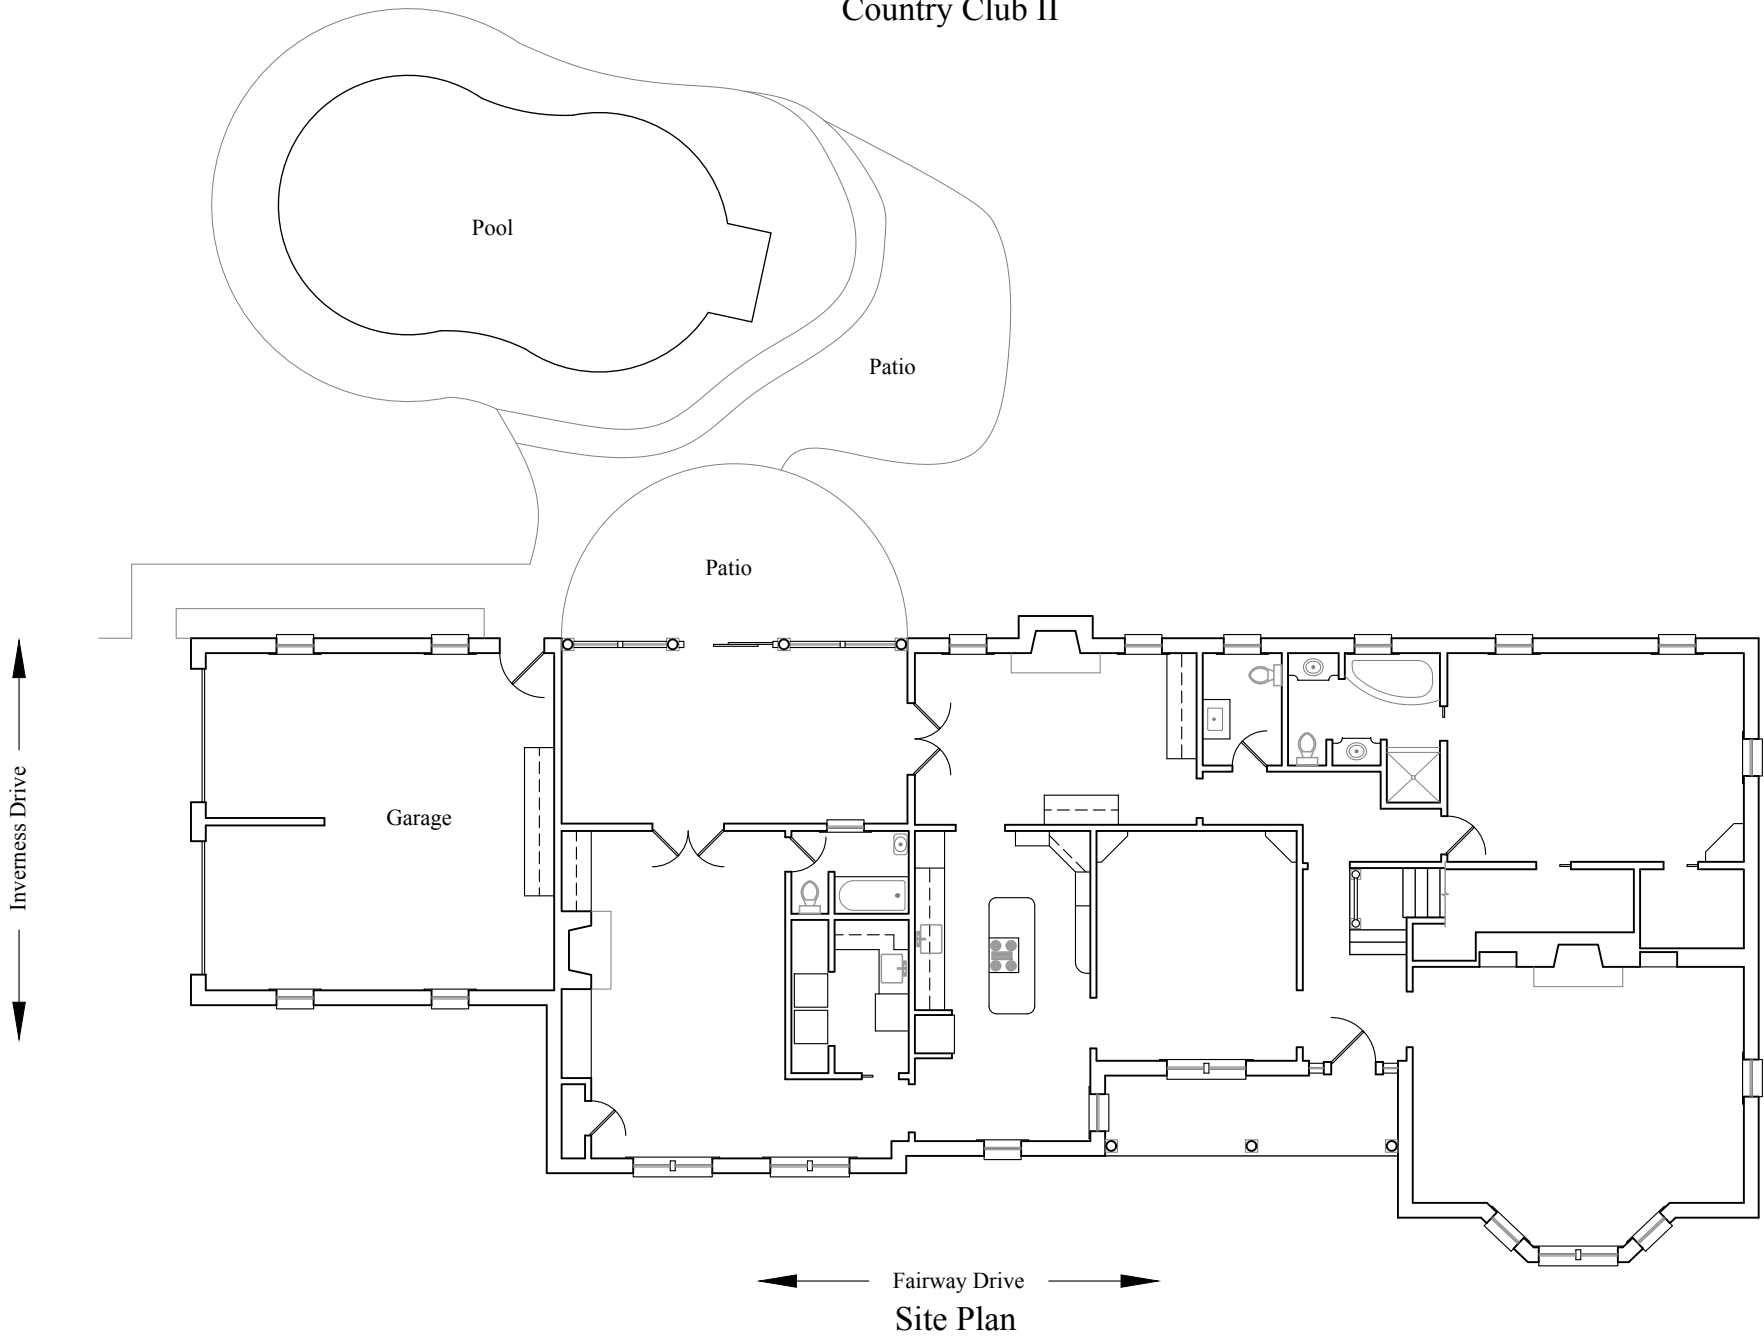 Country Club II
Pool
Patio
Patio
Garage
Inverness Drive
Fairway Drive
Site Plan